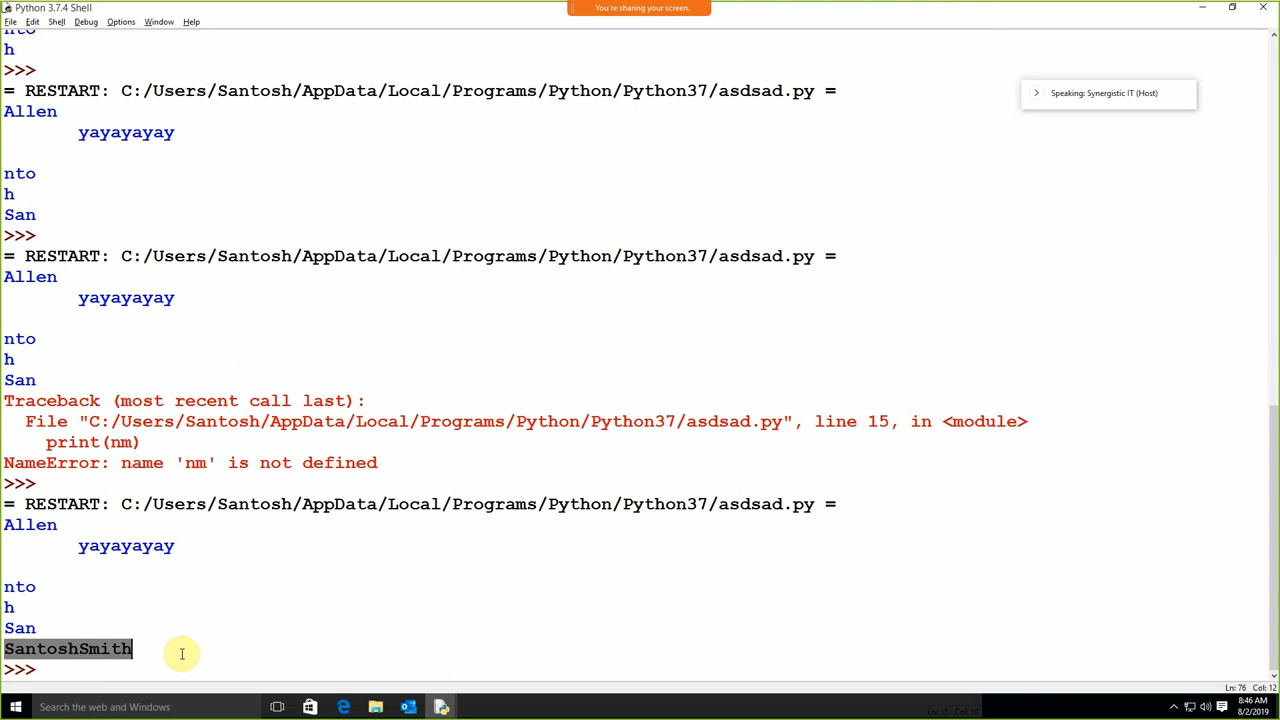 Python 3.7.4 Shell
You're sharing your screen.
File Edit Shell Debug Options Window Help
nto
h
>>>
= RESTART: C:/Users/Santosh/AppData/Local/Programs/Python/Python37/asdsad.py =
Speaking: Synergistic IT (Host)
Allen
yayayayay
nto
h
San
>>>
= RESTART: C:/Users/Santosh/AppData/Local/Programs/Python/Python37/asdsad.py =
Allen
yayayayay
nto
h
San
Traceback (most recent call last):
File "C:/Users/Santosh/AppData/Local/Programs/Python/Python37/asdsad.py", line 15, in <module>
print(nm)
NameError: name 'nm' is not defined
>>>
= RESTART: C:/Users/Santosh/AppData/Local/Programs/Python/Python37/asdsad.py =
Allen
yayayayay
nto
h
San
SantoshSmith
>>>
Ln: 76 Col: 12
Search the web and Windows
8:46 AM
8/2/2019